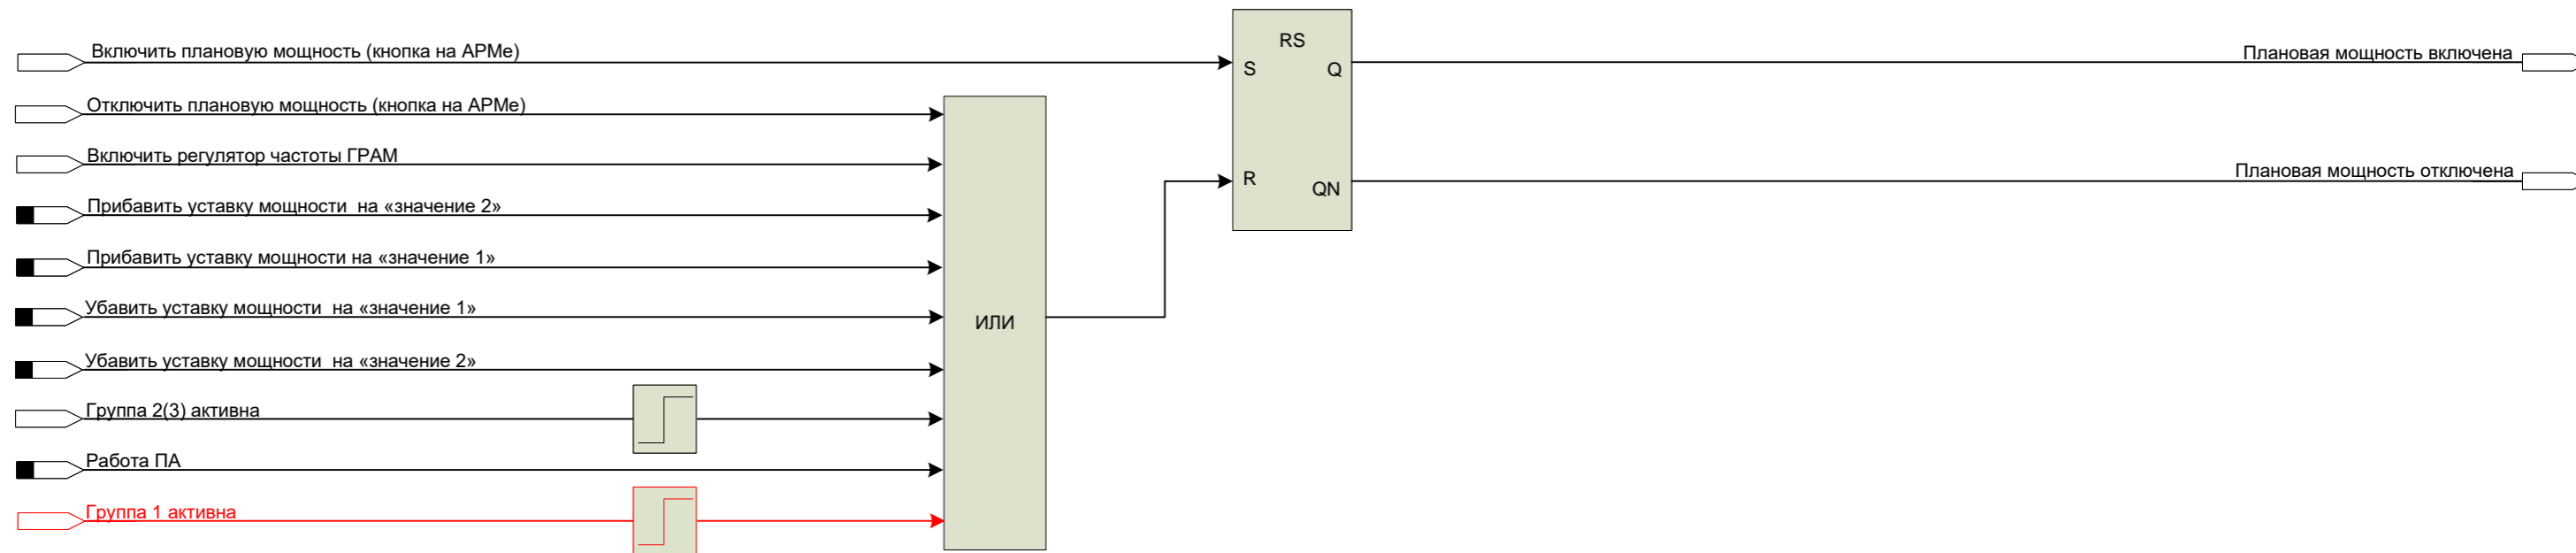 RS
Включить плановую мощность (кнопка на АРМе)
S
Q
Плановая мощность включена
Отключить плановую мощность (кнопка на АРМе)
Включить регулятор частоты ГРАМ
R
QN
Плановая мощность отключена
Прибавить уставку мощности на «значение 2»
Прибавить уставку мощности на «значение 1»
Убавить уставку мощности на «значение 1»
ИЛИ
Убавить уставку мощности на «значение 2»
Группа 2(3) активна
Работа ПА
Группа 1 активна